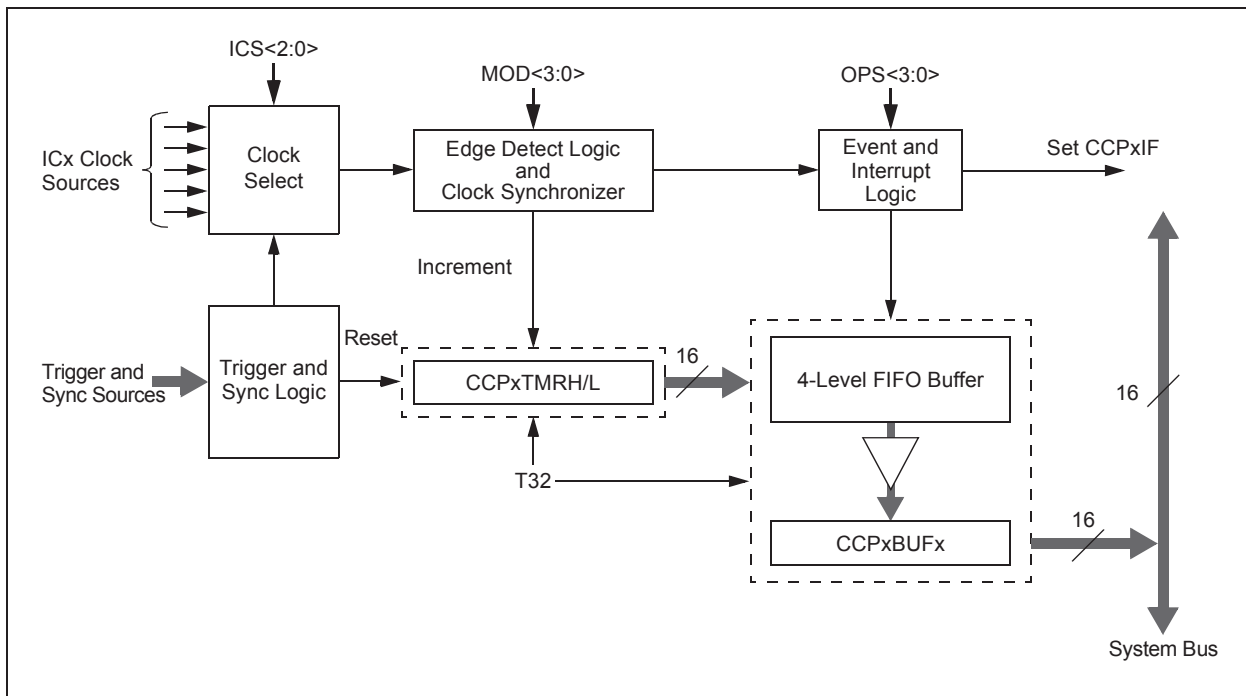 ICS<2:0>
MOD<3:0>
OPS<3:0>
ICx Clock
Sources
Clock
Select
Edge Detect Logic
and
Clock Synchronizer
Event and
Interrupt
Logic
Set CCPxIF
Increment
Trigger and
Sync Sources
Trigger and
Sync Logic
Reset
CCPxTMRH/L
16
4-Level FIFO Buffer
16
T32
CCPxBUFx
16
System Bus